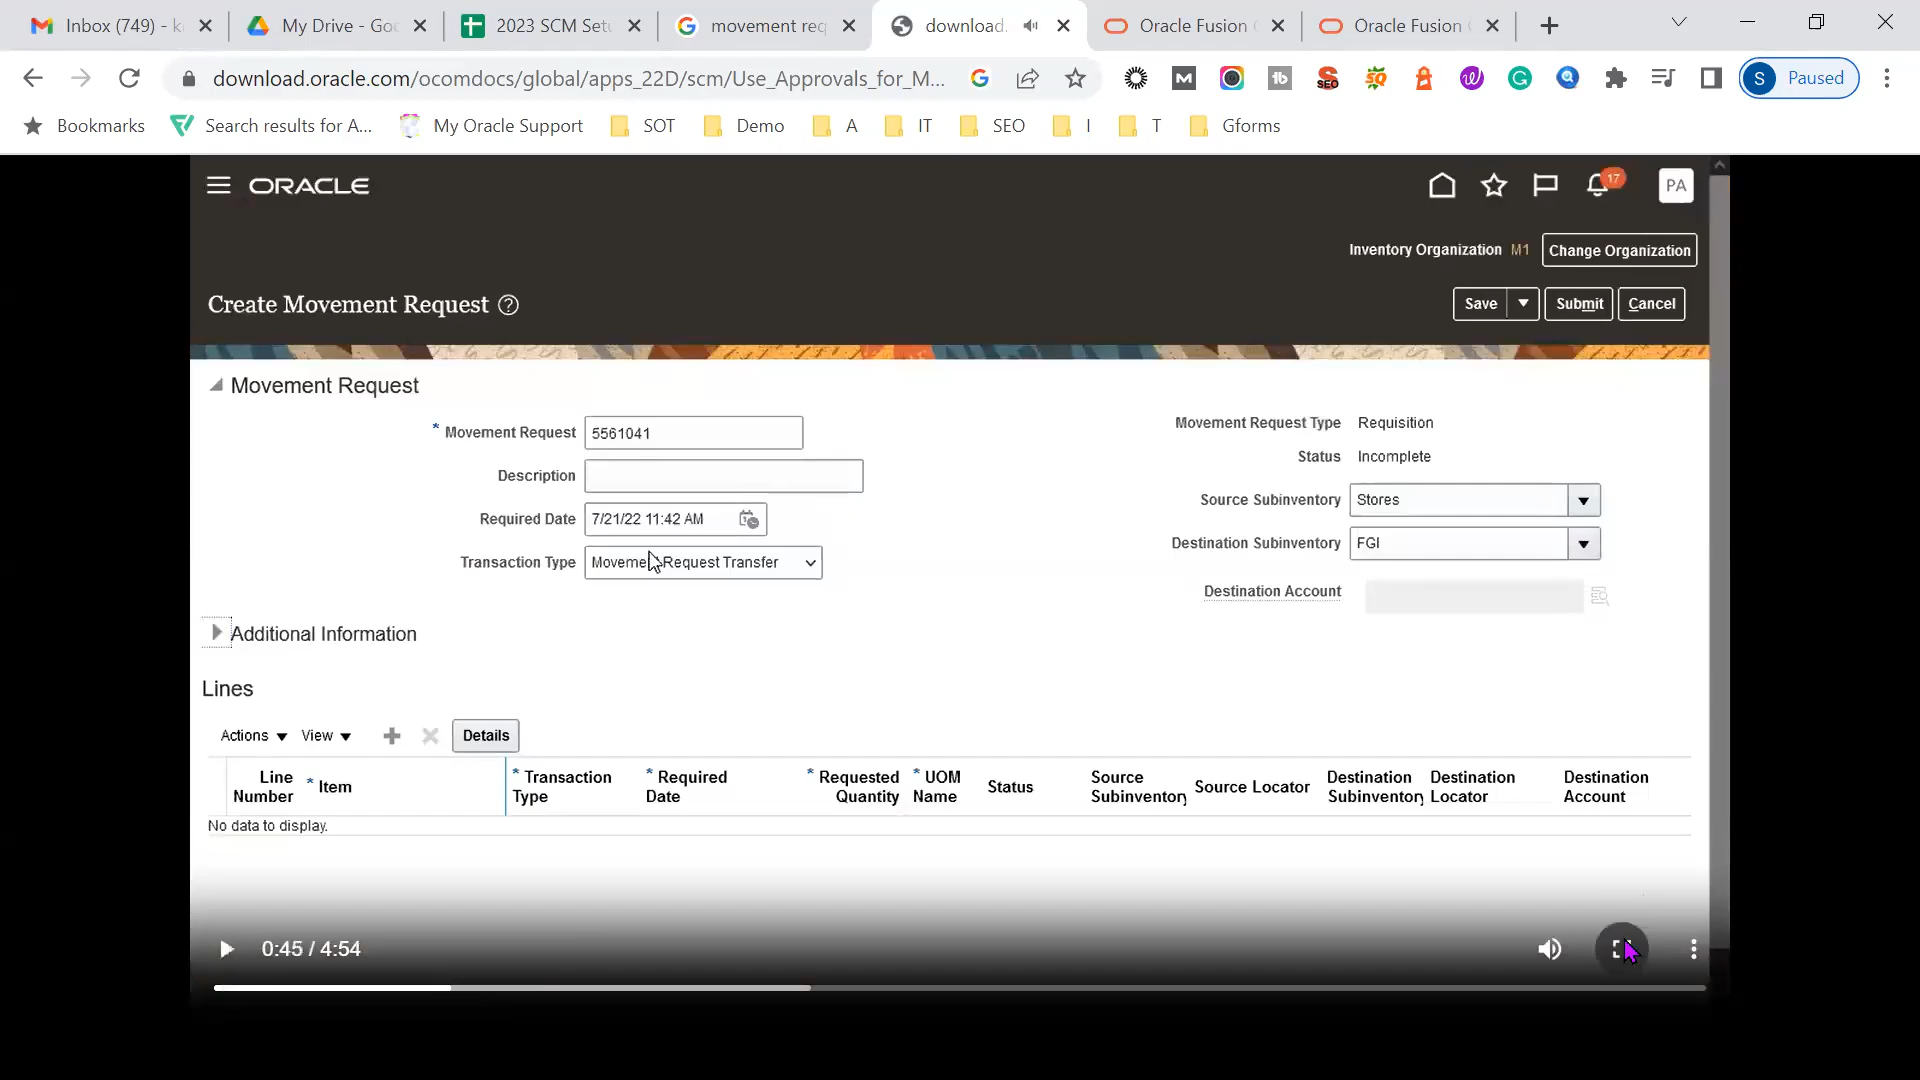 Inbox (749) - k
My Drive - Goo
2023 SCM Setu
movement req
download.
Oracle Fusion
Oracle Fusion
download.oracle.com/ocomdocs/global/apps_22D/scm/Use_Approvals_for_M...
S Paused
Bookmarks
Search results for A...
My Oracle Support
SOT
Demo
A
IT
SEO
I
T
Gforms
ORACLE
17
PA
Inventory Organization M1 Change Organization
Create Movement Request
Save Submit Cancel
Movement Request
* Movement Request 5561041
Description
Required Date 7/21/22 11:42 AM
Transaction Type Movement Request Transfer
Movement Request Type Requisition
Status Incomplete
Source Subinventory Stores
Destination Subinventory FGI
Destination Account
Additional Information
Lines
Actions View Details
Line Number
* Item
* Transaction Type
* Required Date
* Requested Quantity
* UOM Name
Status
Source Subinventory
Source Locator
Destination Subinventory
Destination Locator
Destination Account
No data to display.
0:45 / 4:54